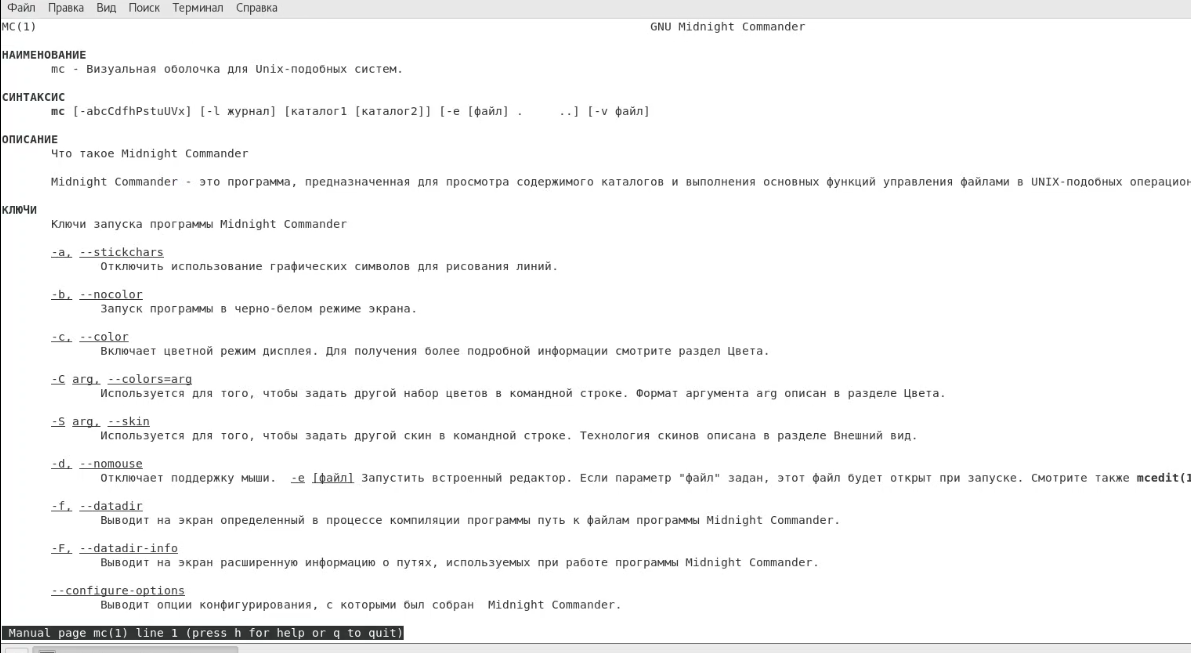 Файл Правка Вид Поиск Терминал Справка
MC(1) GNU Midnight Commander
НАИМЕНОВАНИЕ
mc - Визуальная оболочка для Unix-подобных систем.
СИНТАКСИС
mc [-abcCdfhPstuUVx] [-l журнал] [каталог1 [каталог2]] [-e [файл] . ..] [-v файл]
ОПИСАНИЕ
Что такое Midnight Commander
Midnight Commander - это программа, предназначенная для просмотра содержимого каталогов и выполнения основных функций управления файлами в UNIX-подобных операцион
КЛЮЧИ
Ключи запуска программы Midnight Commander
-a, --stickchars
Отключить использование графических символов для рисования линий.
-b, --nocolor
Запуск программы в черно-белом режиме экрана.
-c, --color
Включает цветной режим дисплея. Для получения более подробной информации смотрите раздел Цвета.
-C arg, --colors=arg
Используется для того, чтобы задать другой набор цветов в командной строке. Формат аргумента arg описан в разделе Цвета.
-S arg, --skin
Используется для того, чтобы задать другой скин в командной строке. Технология скинов описана в разделе Внешний вид.
-d, --nomouse
Отключает поддержку мыши. -e [файл] Запустить встроенный редактор. Если параметр "файл" задан, этот файл будет открыт при запуске. Смотрите также mcedit(1
-f, --datadir
Выводит на экран определенный в процессе компиляции программы путь к файлам программы Midnight Commander.
-F, --datadir-info
Выводит на экран расширенную информацию о путях, используемых при работе программы Midnight Commander.
--configure-options
Выводит опции конфигурирования, с которыми был собран Midnight Commander.
Manual page mc(1) line 1 (press h for help or q to quit)